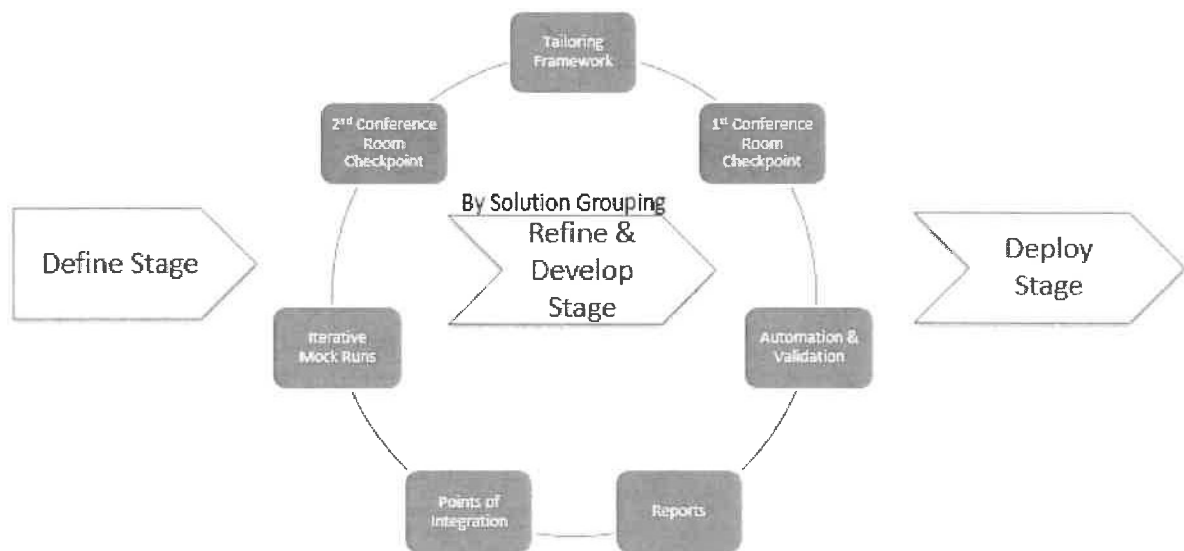 Tailoring
Framework
2nd Conference
Room
Checkpoint
1st Conference
Room
Checkpoint
By Solution Grouping
Define Stage
Refine &
Develop
Stage
Deploy
Stage
Iterative
Mock Runs
Automation &
Validation
Points of
Integration
Reports